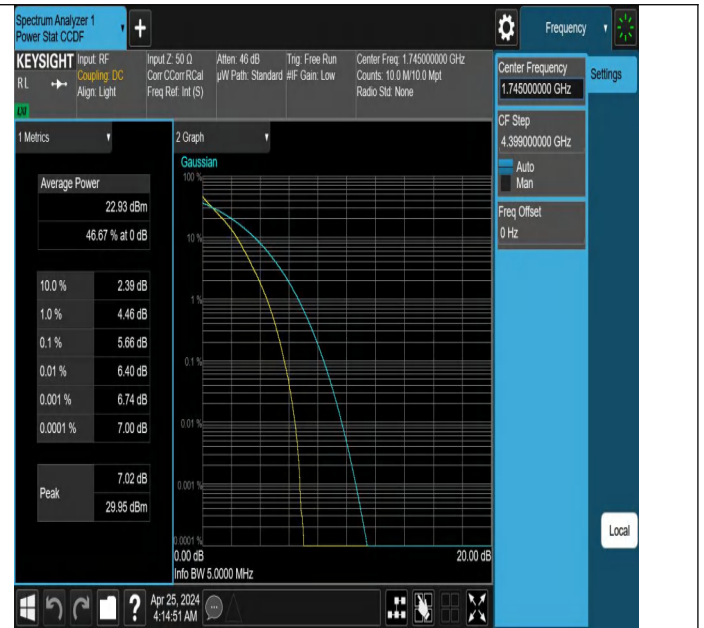 Spectrum Analyzer 1
Power Stat CCDF
Frequency
KEYSIGHT
RL
LXI
Input: RF
Coupling: DC
Align: Light
Input Z: 50 Ω
Corr CCorr RCal
Freq Ref: Int (S)
Atten: 46 dB
µW Path: Standard
Trig: Free Run
#IF Gain: Low
Center Freq: 1.745000000 GHz
Counts: 10.0 M/10.0 Mpt
Radio Std: None
Center Frequency
1.745000000 GHz
Settings
CF Step
4.399000000 GHz
Auto
Man
Freq Offset
0 Hz
Local
1 Metrics
Average Power
22.93 dBm
46.67 % at 0 dB
10.0 % 2.39 dB
1.0 % 4.46 dB
0.1 % 5.66 dB
0.01 % 6.40 dB
0.001 % 6.74 dB
0.0001 % 7.00 dB
Peak
7.02 dB
29.95 dBm
2 Graph
Gaussian
100 %
10 %
1 %
0.1 %
0.01 %
0.001 %
0.0001 %
0.00 dB 20.00 dB
Info BW 5.0000 MHz
? Apr 25, 2024
4:14:51 AM